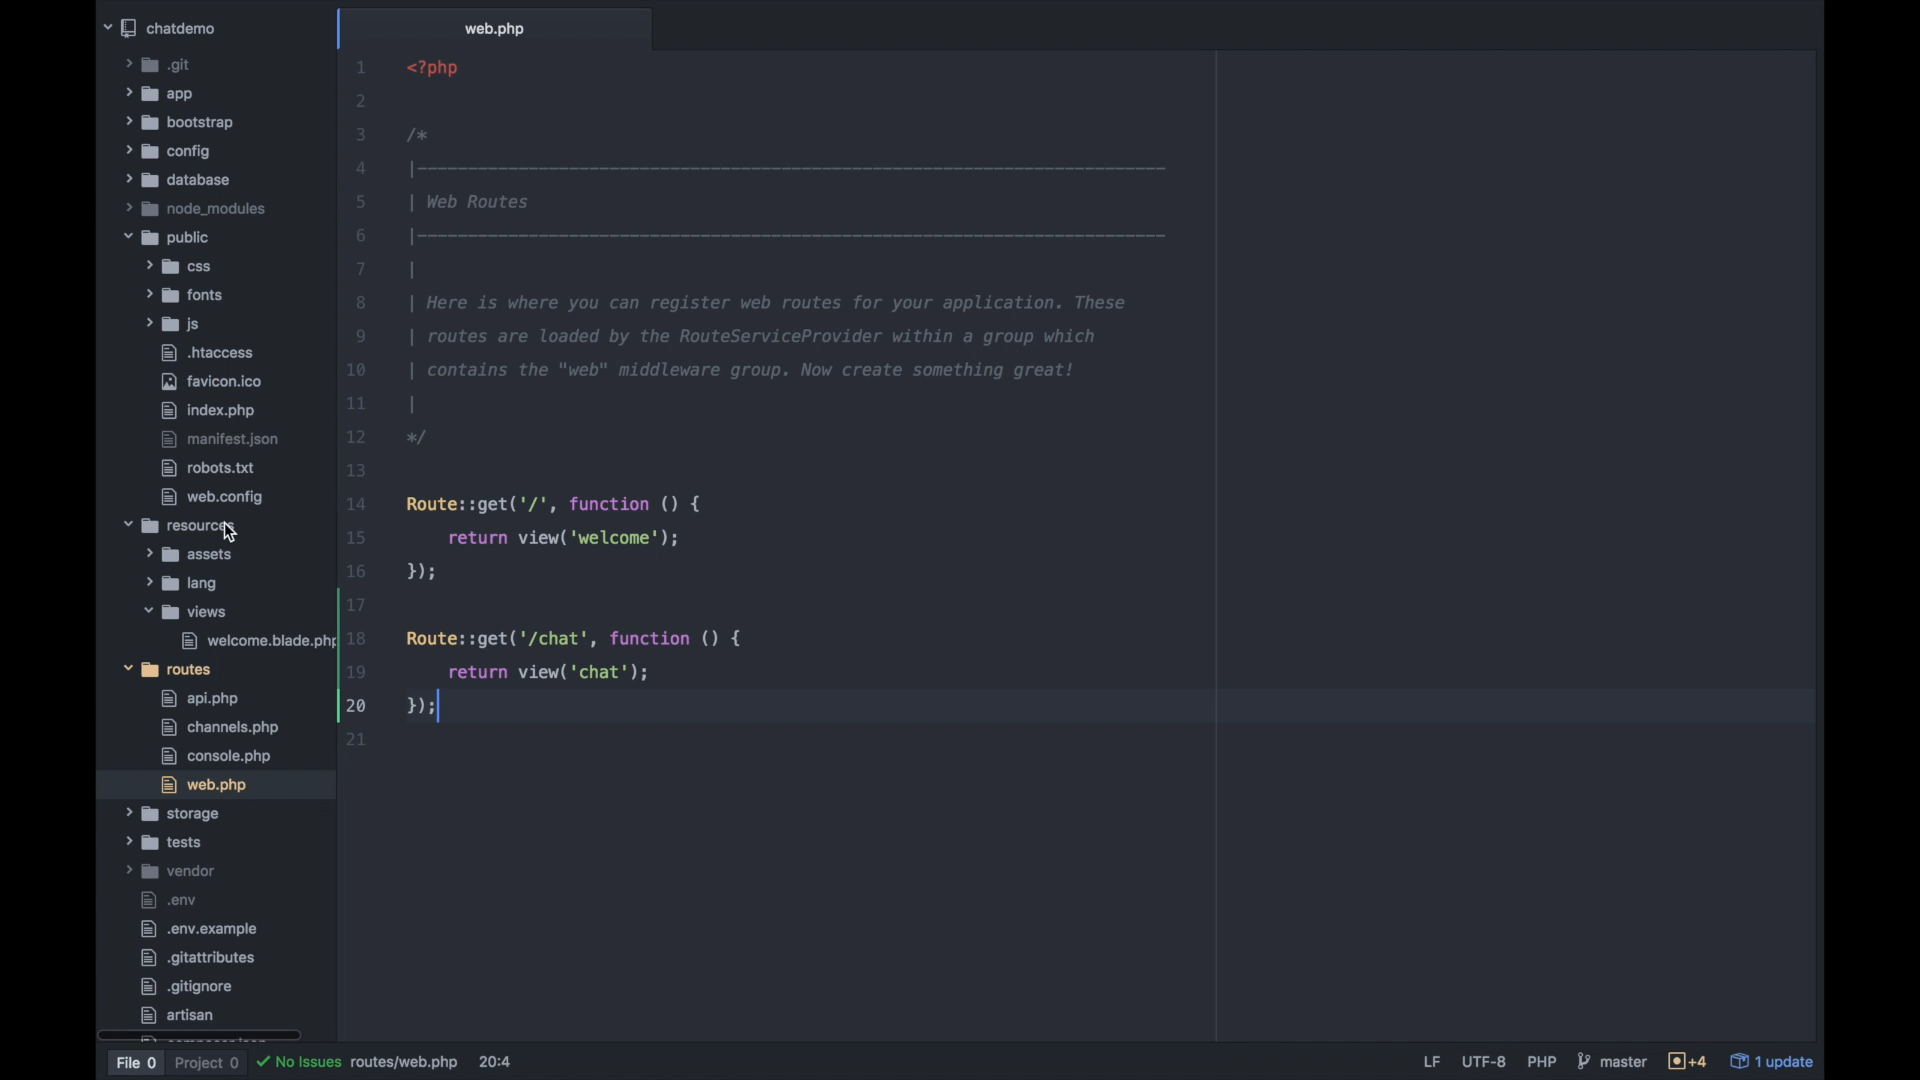 chatdemo
.git
app
bootstrap
config
database
node_modules
public
css
fonts
js
.htaccess
favicon.ico
index.php
manifest.json
robots.txt
web.config
resources
assets
lang
views
welcome.blade.php
routes
api.php
channels.php
console.php
web.php
storage
tests
vendor
.env
.env.example
.gitattributes
.gitignore
artisan
web.php
1 <?php
2
3 /*
4 |--------------------------------------------------------------------------
5 | Web Routes
6 |--------------------------------------------------------------------------
7 |
8 | Here is where you can register web routes for your application. These
9 | routes are loaded by the RouteServiceProvider within a group which
10 | contains the "web" middleware group. Now create something great!
11 |
12 */
13
14 Route::get('/', function () {
15     return view('welcome');
16 });
17
18 Route::get('/chat', function () {
19     return view('chat');
20 });
21
File 0 Project 0 No Issues routes/web.php 20:4 LF UTF-8 PHP master +4 1 update